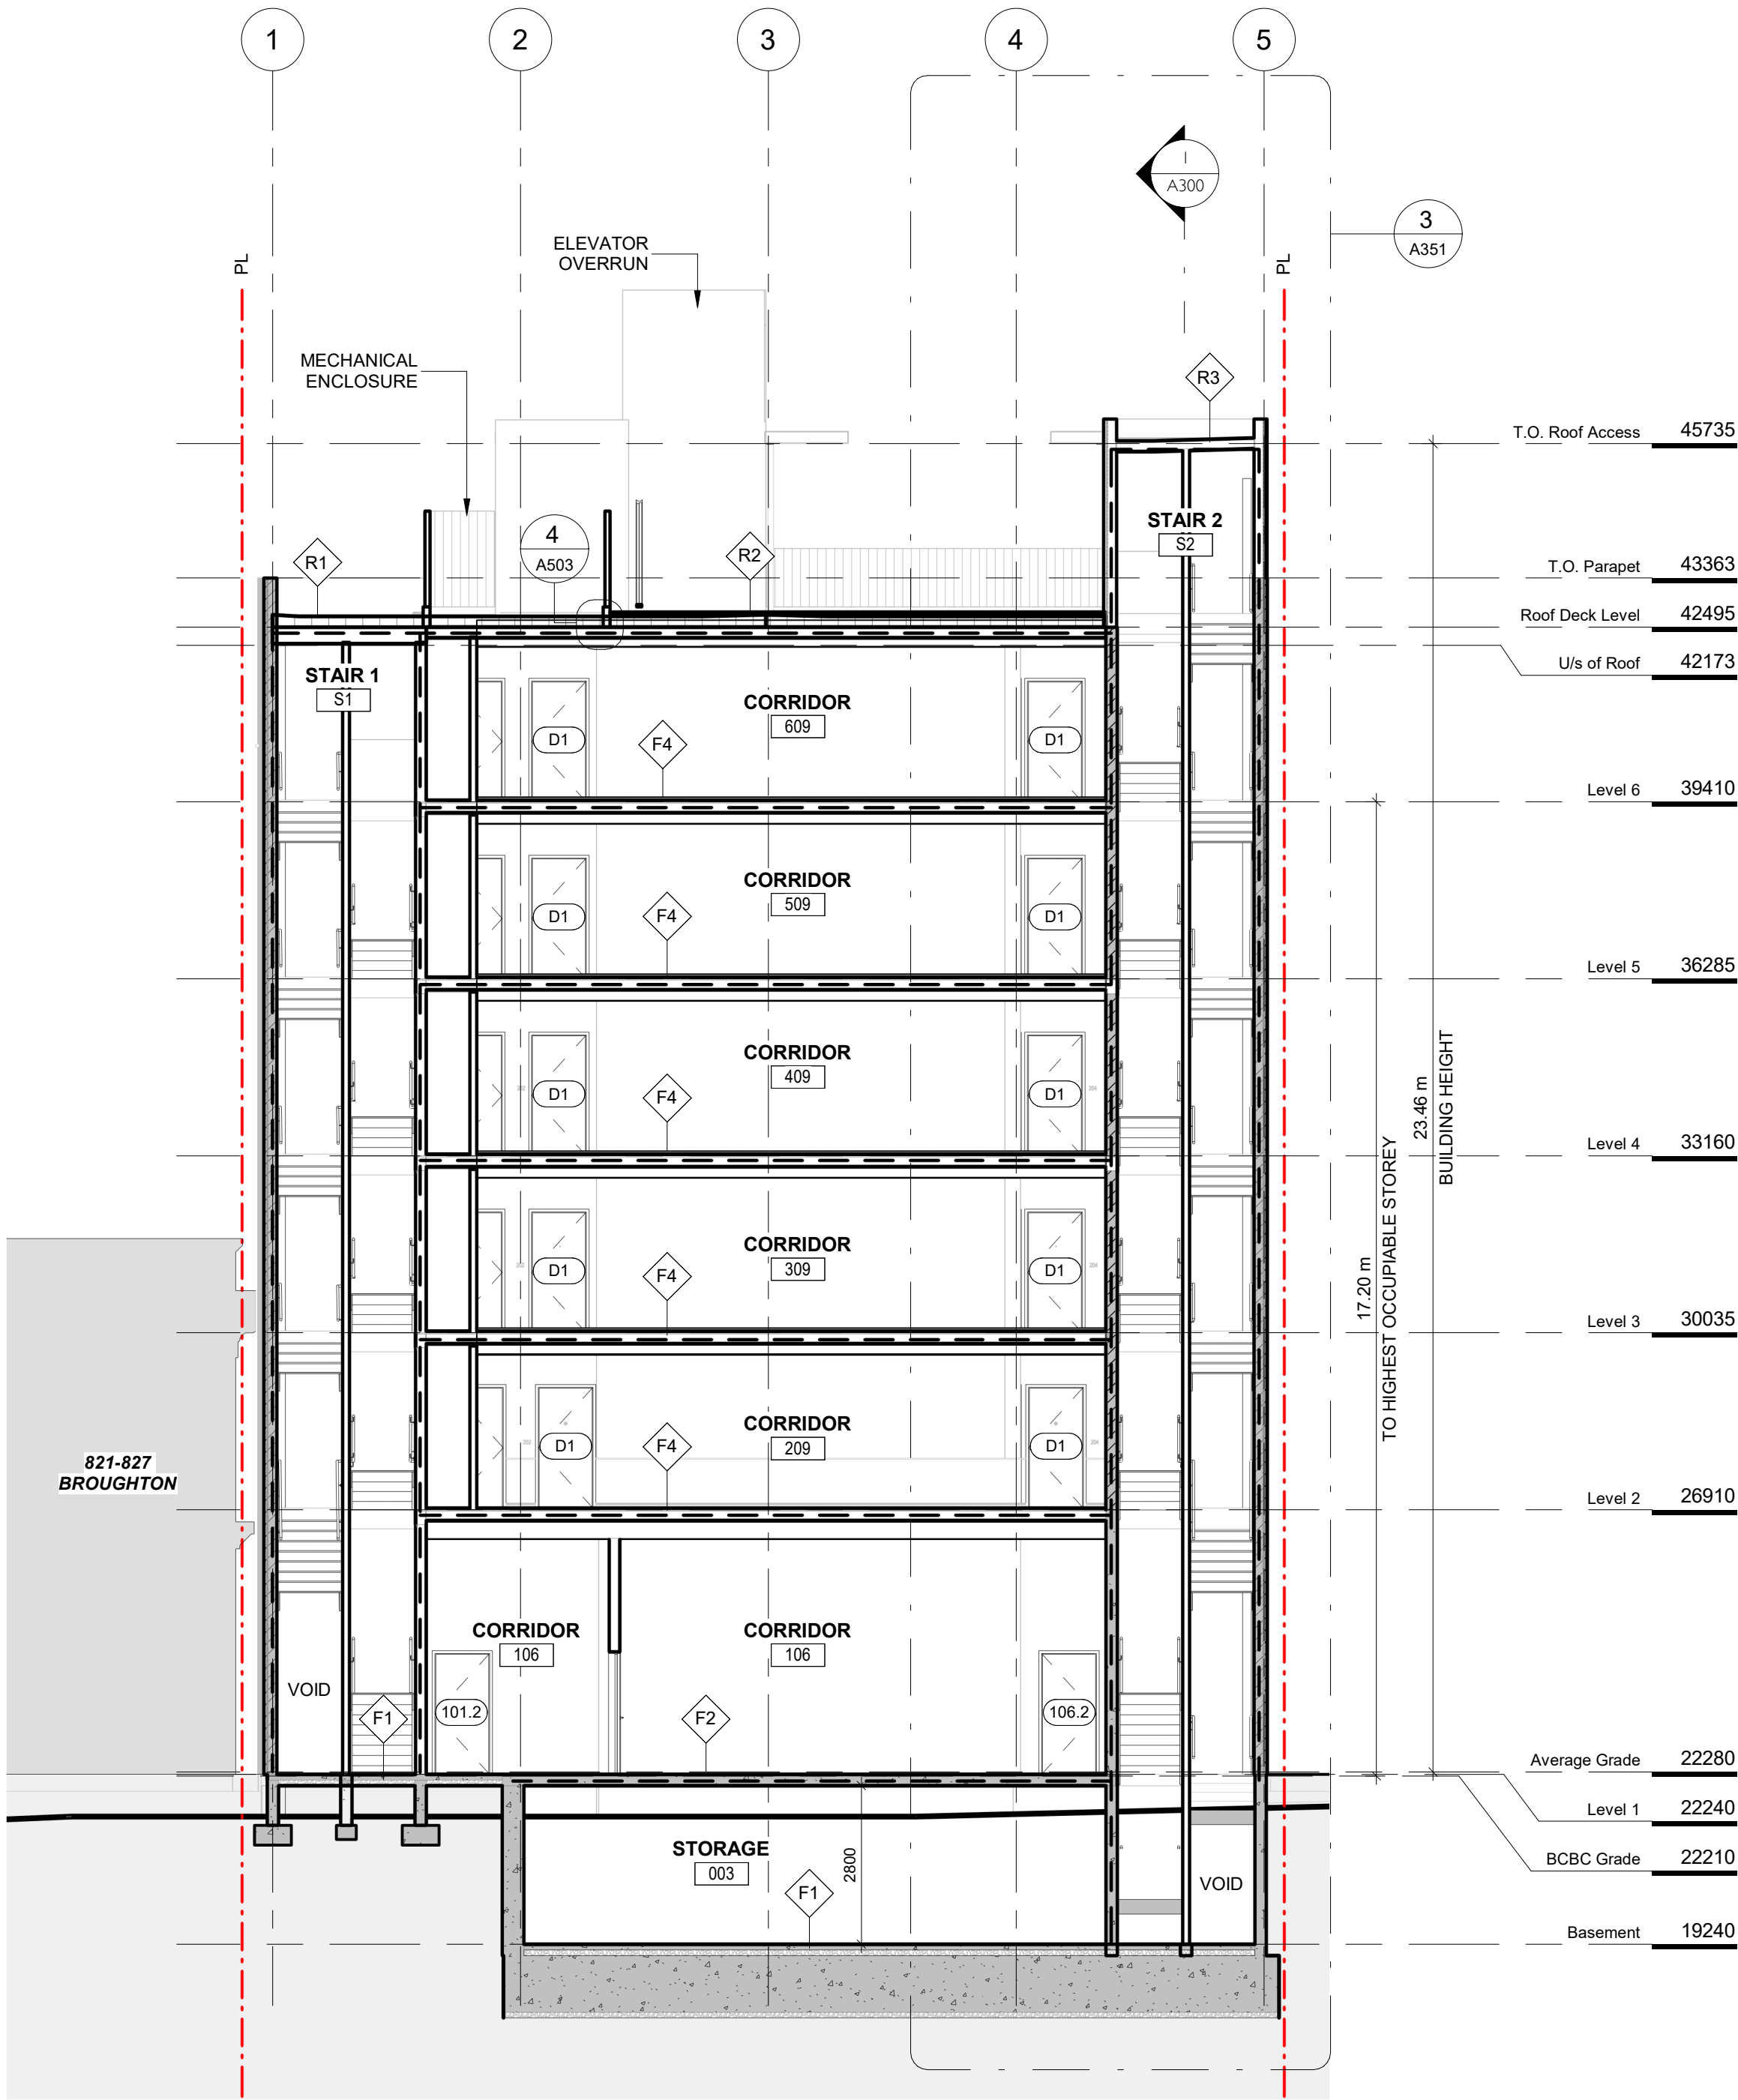 1
2
3
4
5
I
A300
3
A351
PL
PL
ELEVATOR
OVERRUN
MECHANICAL
ENCLOSURE
R3
T.O. Roof Access 45735
4
A503
R1
R2
STAIR 2
S2
T.O. Parapet 43363
Roof Deck Level 42495
U/s of Roof 42173
STAIR 1
S1
CORRIDOR
609
D1
F4
D1
Level 6 39410
CORRIDOR
509
D1
F4
D1
Level 5 36285
CORRIDOR
409
D1
F4
D1
23.46 m
BUILDING HEIGHT
Level 4 33160
CORRIDOR
309
D1
F4
D1
17.20 m
TO HIGHEST OCCUPIABLE STOREY
Level 3 30035
CORRIDOR
209
D1
F4
D1
821-827
BROUGHTON
Level 2 26910
CORRIDOR
106
CORRIDOR
106
VOID
F1
101.2
F2
106.2
Average Grade 22280
Level 1 22240
BCBC Grade 22210
STORAGE
003
F1
2800
VOID
Basement 19240